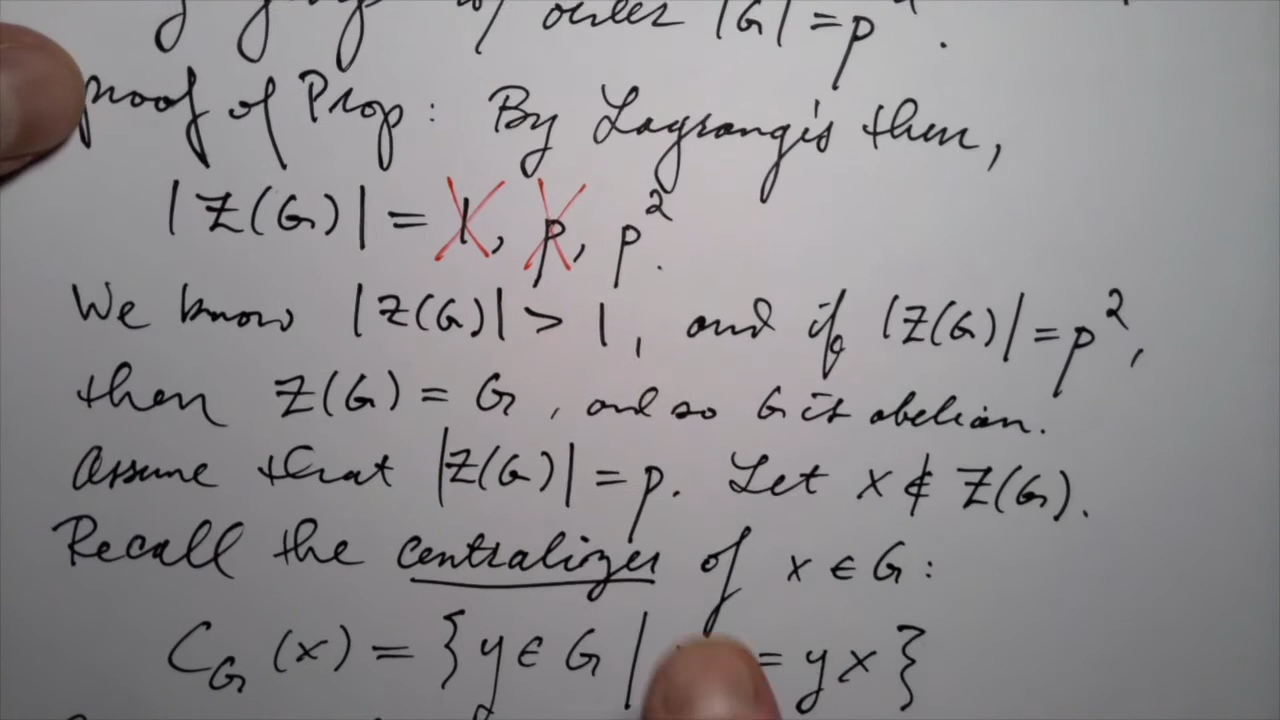 order |G| = p
proof of Prop: By Lagrange's thm,
|Z(G)| = 1, p, p².
We know |Z(G)| > 1, and if |Z(G)| = p²,
then Z(G) = G, and so G is abelian.
Assume that |Z(G)| = p. Let x ∉ Z(G).
Recall the centralizer of x ∈ G:
C_G(x) = {y ∈ G | = yx}